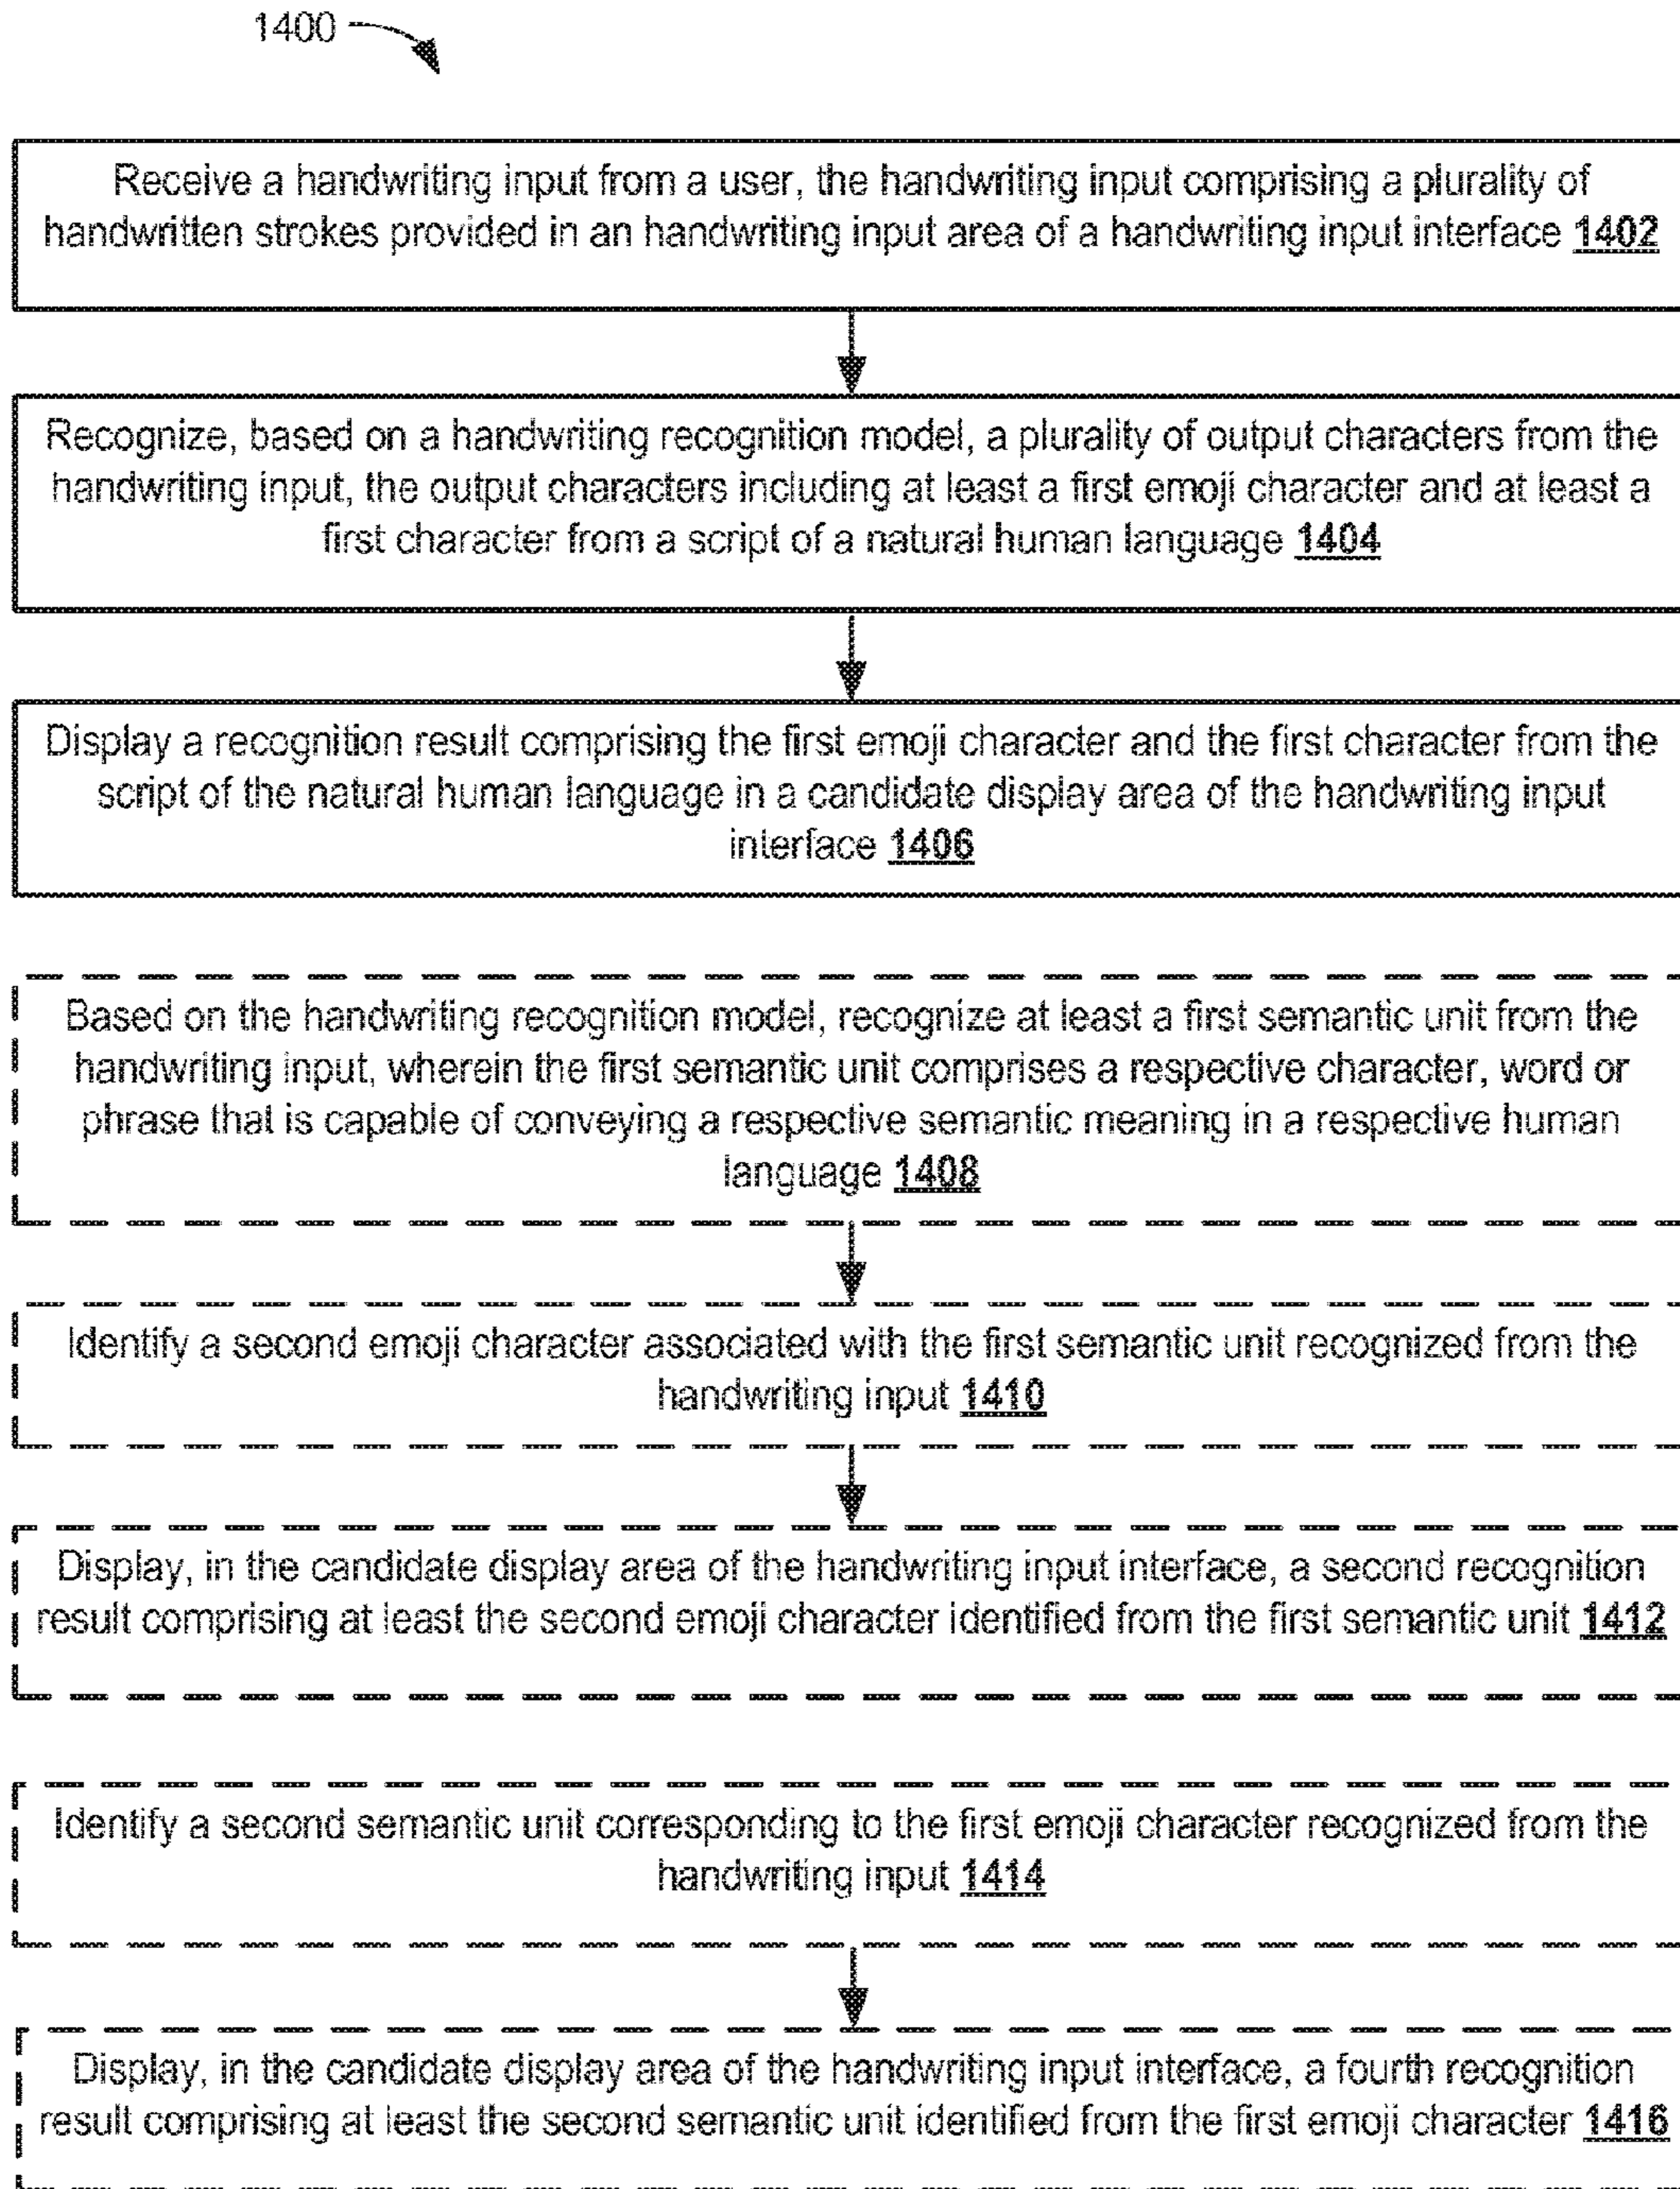 1400
Receive a handwriting input from a user, the handwriting input comprising a plurality of
handwritten strokes provided in an handwriting input area of a handwriting input interface 1402
Recognize, based on a handwriting recognition model, a plurality of output characters from the
handwriting input, the output characters including at least a first emoji character and at least a
first character from a script of a natural human language 1404
Display a recognition result comprising the first emoji character and the first character from the
script of the natural human language in a candidate display area of the handwriting input
interface 1406
Based on the handwriting recognition model, recognize at least a first semantic unit from the
handwriting input, wherein the first semantic unit comprises a respective character, word or
phrase that is capable of conveying a respective semantic meaning in a respective human
language 1408
Identify a second emoji character associated with the first semantic unit recognized from the
handwriting input 1410
Display, in the candidate display area of the handwriting input interface, a second recognition
result comprising at least the second emoji character identified from the first semantic unit 1412
Identify a second semantic unit corresponding to the first emoji character recognized from the
handwriting input 1414
Display, in the candidate display area of the handwriting input interface, a fourth recognition
result comprising at least the second semantic unit identified from the first emoji character 1416